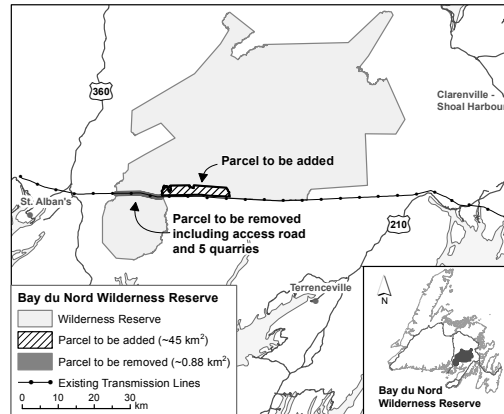 360
Clarenville -
Shoal Harbour
Parcel to be added
St. Alban's
Parcel to be removed
including access road
and 5 quarries
210
Terrenceville
Bay du Nord Wilderness Reserve
Wilderness Reserve
Parcel to be added (~45 km²)
Parcel to be removed (~0.88 km²)
Existing Transmission Lines
0 10 20 30
km
N
Bay du Nord
Wilderness Reserve